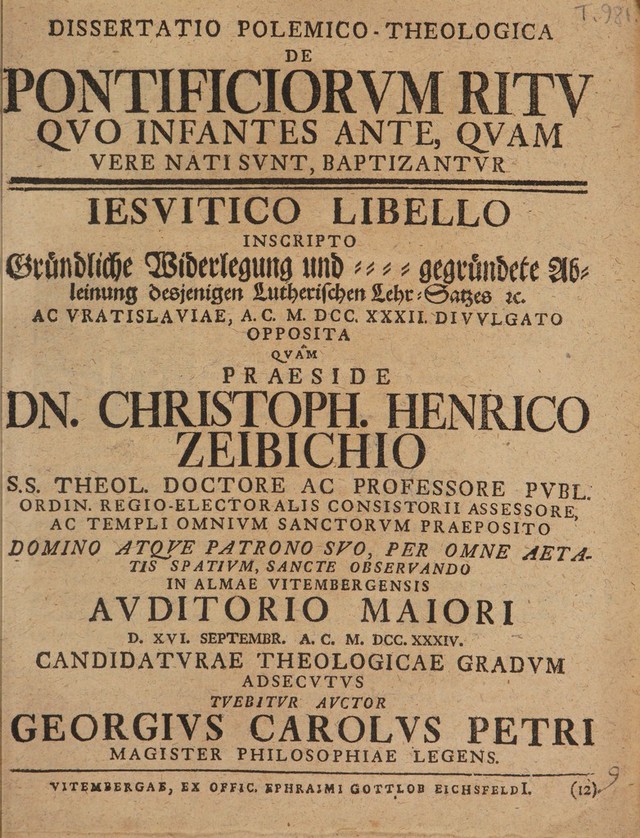 T. 981
DISSERTATIO POLEMICO-THEOLOGICA
DE
PONTIFICIORVM RITV
QVO INFANTES ANTE, QVAM
VERE NATI SVNT, BAPTIZANTVR
IESVITICO LIBELLO
INSCRIPTO
Gründliche Widerlegung und ⸗ ⸗ ⸗ ⸗ gegründete Ab⸗
leinung desjenigen Lutherischen Lehr⸗Satzes ꝛc.
AC VRATISLAVIAE, A. C. M. DCC. XXXII. DIVVLGATO
OPPOSITA
QVAM
PRAESIDE
DN. CHRISTOPH. HENRICO
ZEIBICHIO
S.S. THEOL. DOCTORE AC PROFESSORE PVBL.
ORDIN. REGIO-ELECTORALIS CONSISTORII ASSESSORE,
AC TEMPLI OMNIVM SANCTORVM PRAEPOSITO
DOMINO ATQVE PATRONO SVO, PER OMNE AETA-
TIS SPATIVM, SANCTE OBSERVANDO
IN ALMAE VITEMBERGENSIS
AVDITORIO MAIORI
D. XVI. SEPTEMBR. A. C. M. DCC. XXXIV.
CANDIDATVRAE THEOLOGICAE GRADVM
ADSECVTVS
TVEBITVR AVCTOR
GEORGIVS CAROLVS PETRI
MAGISTER PHILOSOPHIAE LEGENS.
VITEMBERGAE, EX OFFIC. EPHRAIMI GOTTLOB EICHSFELDI. (12) 9